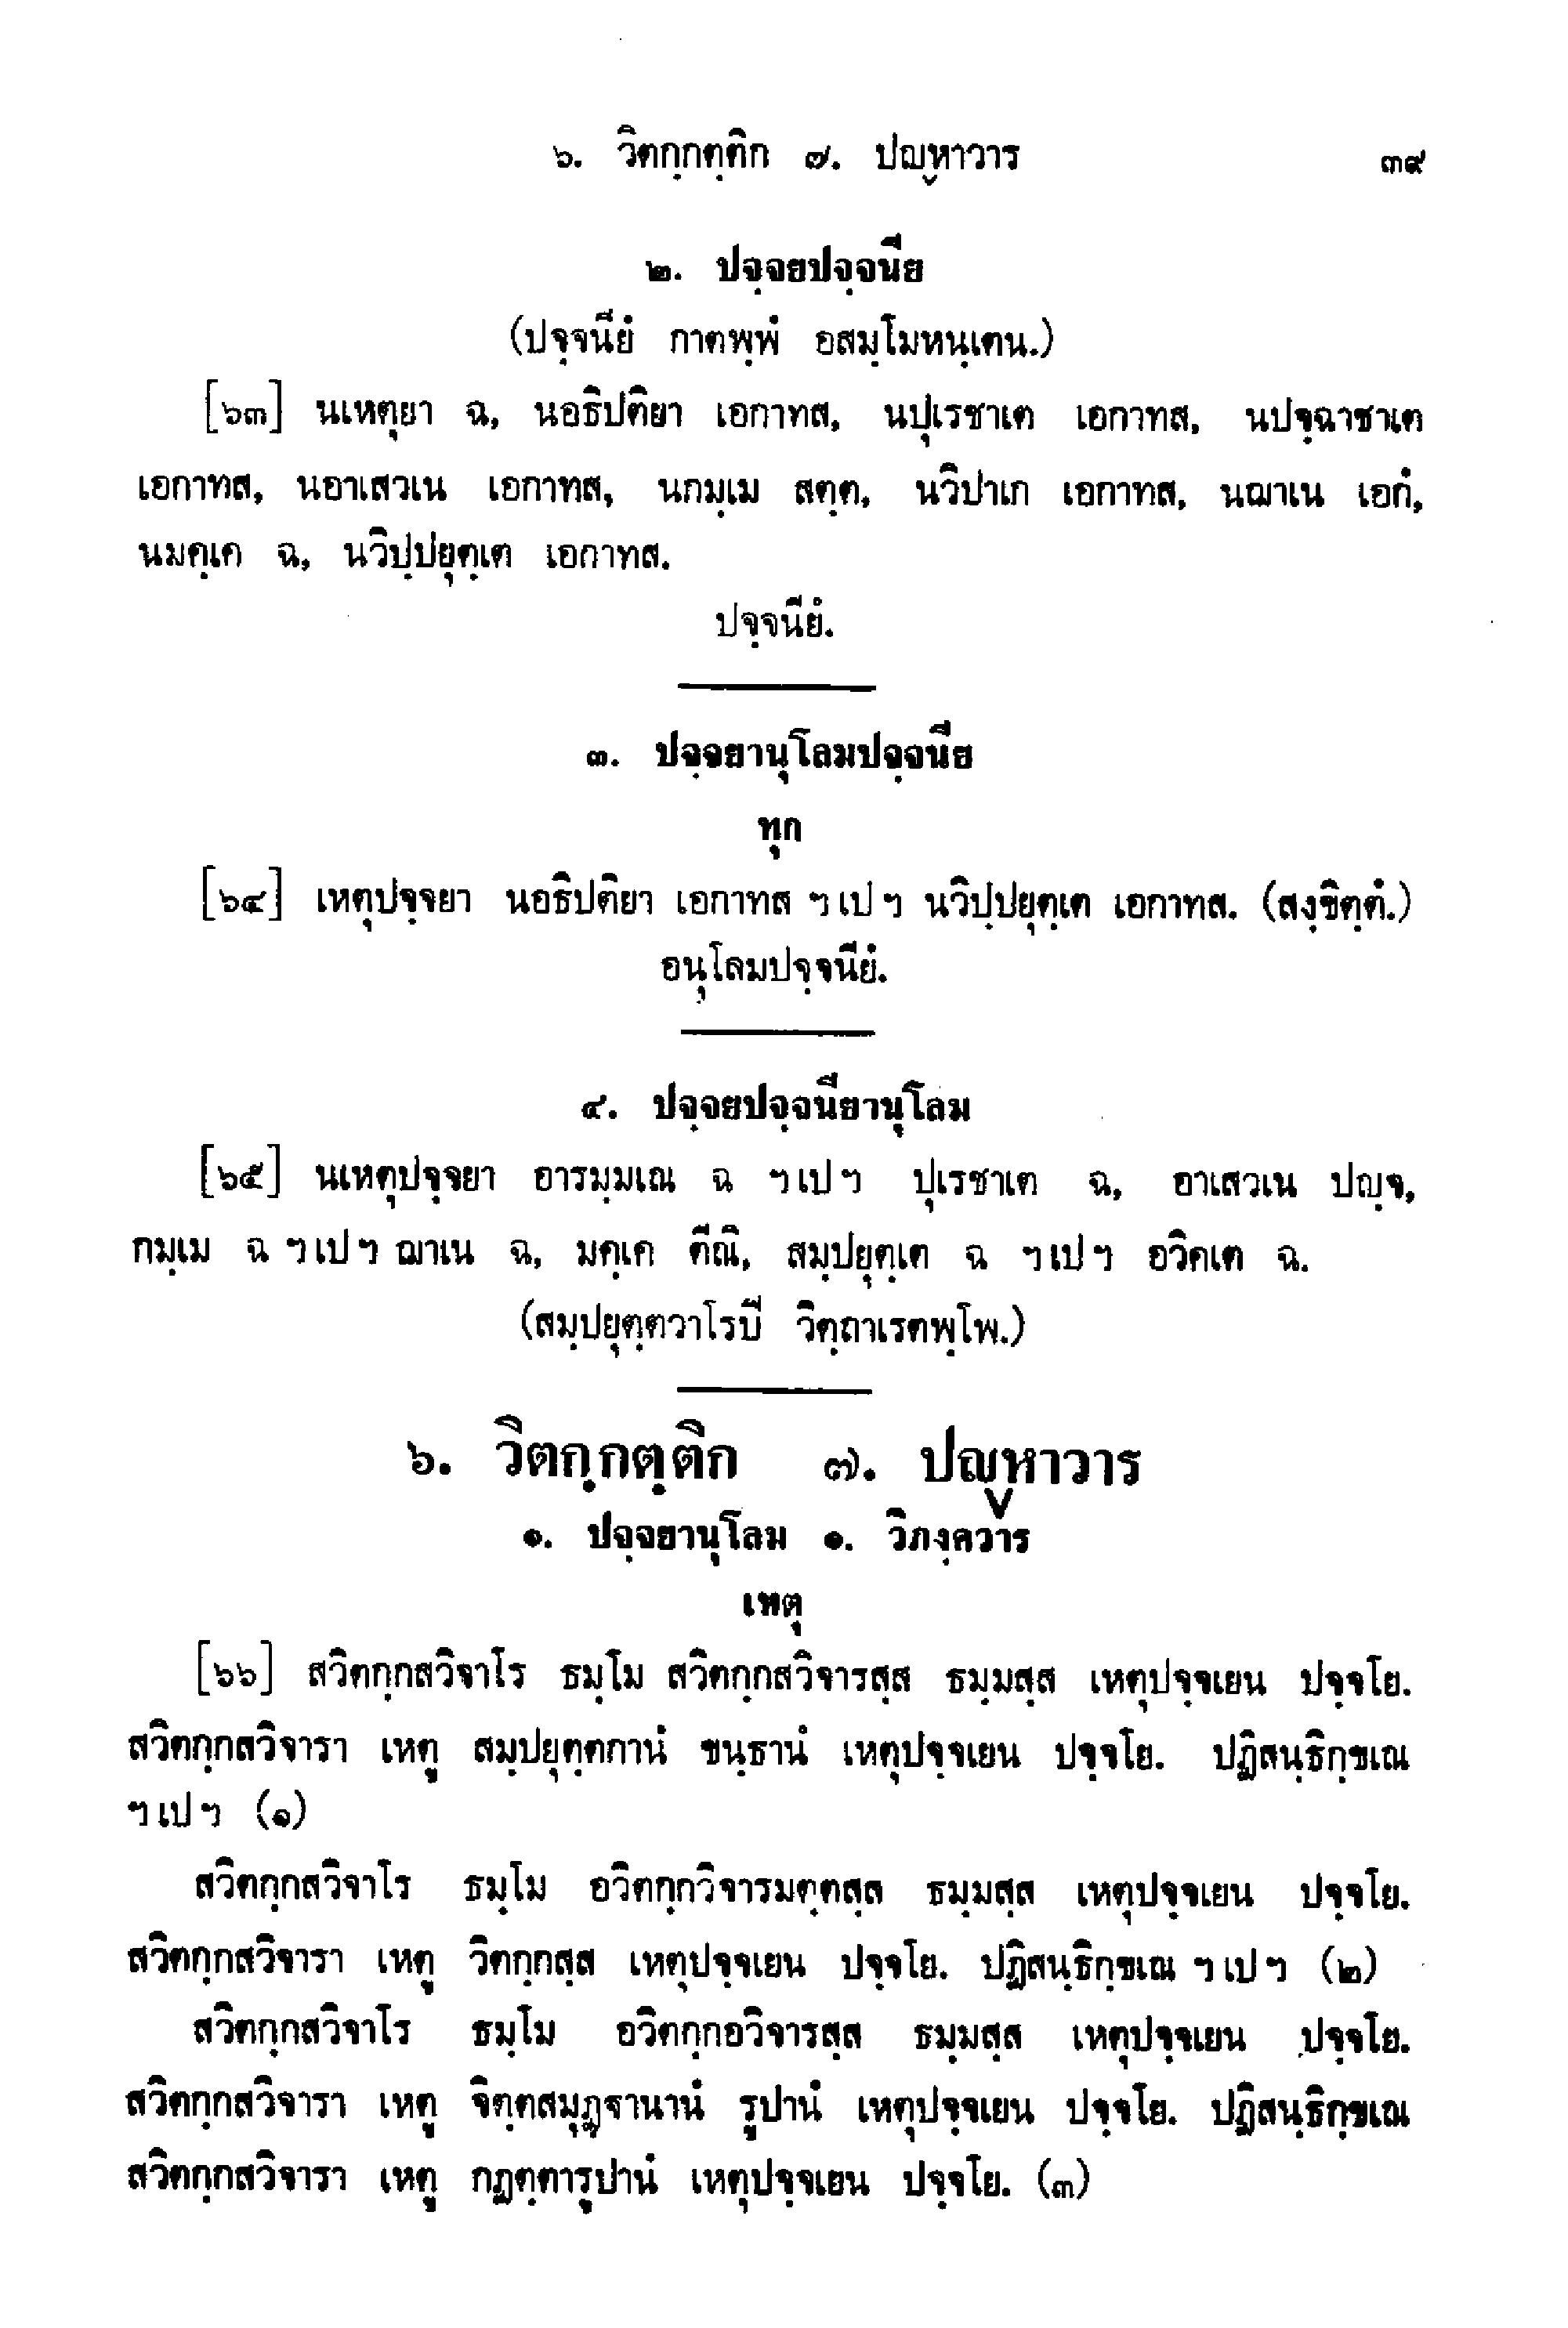 ๖. วิตกฺกตฺติก ๗. ปญฺหาวาร ๓๙
๒. ปจฺจยปจฺจนีย
(ปจฺจนียํ กาตพฺพํ อสมฺโมหนฺเตน.)
[๖๓] นเหตุยา ฉ, นอธิปติยา เอกาทส, นปุเรชาเต เอกาทส, นปจฺฉาชาเต
เอกาทส, นอาเสวเน เอกาทส, นกมฺเม สตฺต, นวิปาเก เอกาทส, นฌาเน เอกํ,
นมคฺเค ฉ, นวิปฺปยุตฺเต เอกาทส.
ปจฺจนียํ.
๓. ปจฺจยานุโลมปจฺจนีย
ทุก
[๖๔] เหตุปจฺจยา นอธิปติยา เอกาทส ฯ เป ฯ นวิปฺปยุตฺเต เอกาทส. (สงฺขิตฺตํ.)
อนุโลมปจฺจนียํ.
๔. ปจฺจยปจฺจนียานุโลม
[๖๕] นเหตุปจฺจยา อารมฺมเณ ฉ ฯ เป ฯ ปุเรชาเต ฉ, อาเสวเน ปญฺจ,
กมฺเม ฉ ฯ เป ฯ ฌาเน ฉ, มคฺเค ตีณิ, สมฺปยุตฺเต ฉ ฯ เป ฯ อวิคเต ฉ.
(สมฺปยุตฺตวาโรปิ วิตฺถาเรตพฺโพ.)
๖. วิตกฺกตฺติก ๗. ปญฺหาวาร
๑. ปจฺจยานุโลม ๑. วิภงฺควาร
เหตุ
[๖๖] สวิตกฺกสวิจาโร ธมฺโม สวิตกฺกสวิจารสฺส ธมฺมสฺส เหตุปจฺจเยน ปจฺจโย.
สวิตกฺกสวิจารา เหตู สมฺปยุตฺตกานํ ขนฺธานํ เหตุปจฺจเยน ปจฺจโย. ปฏิสนฺธิกฺขเณ
ฯ เป ฯ (๑)
สวิตกฺกสวิจาโร ธมฺโม อวิตกฺกวิจารมตฺตสฺส ธมฺมสฺส เหตุปจฺจเยน ปจฺจโย.
สวิตกฺกสวิจารา เหตู วิตกฺกสฺส เหตุปจฺจเยน ปจฺจโย. ปฏิสนฺธิกฺขเณ ฯ เป ฯ (๒)
สวิตกฺกสวิจาโร ธมฺโม อวิตกฺกอวิจารสฺส ธมฺมสฺส เหตุปจฺจเยน ปจฺจโย.
สวิตกฺกสวิจารา เหตู จิตฺตสมุฏฺฐานานํ รูปานํ เหตุปจฺจเยน ปจฺจโย. ปฏิสนฺธิกฺขเณ
สวิตกฺกสวิจารา เหตู กฏตฺตารูปานํ เหตุปจฺจเยน ปจฺจโย. (๓)